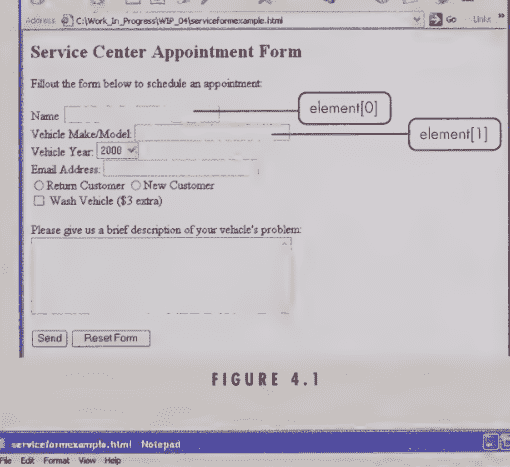 Address C:\Work_In_Progress\WIP_04\serviceformexample.html Go Links »
Service Center Appointment Form
Fillout the form below to schedule an appointment:
Name
element[0]
Vehicle Make/Model:
element[1]
Vehicle Year: 2000
Email Address:
Return Customer New Customer
Wash Vehicle ($3 extra)
Please give us a brief description of your vehicle's problem:
Send Reset Form
FIGURE 4.1
serviceformexample.html Notepad
File Edit Format View Help